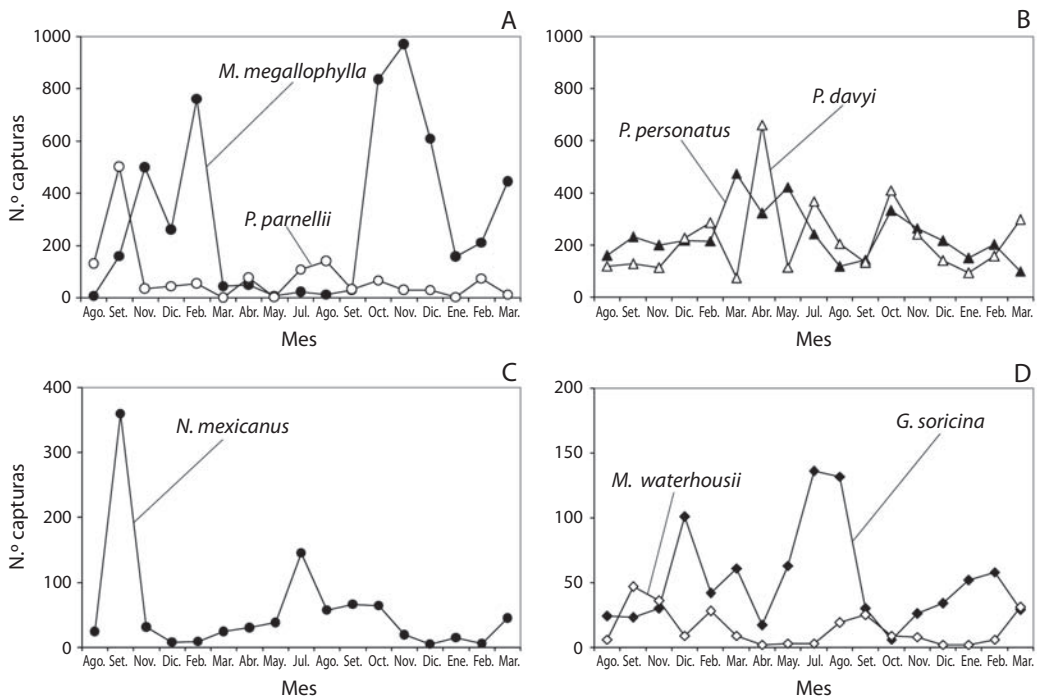 A
1000
800
600
400
200
0
N.º capturas
M. megallophylla
P. parnellii
Ago. Set. Nov. Dic. Feb. Mar. Abr. May. Jul. Ago. Set. Oct. Nov. Dic. Ene. Feb. Mar.
Mes
B
1000
800
600
400
200
0
P. davyi
P. personatus
Ago. Set. Nov. Dic. Feb. Mar. Abr. May. Jul. Ago. Set. Oct. Nov. Dic. Ene. Feb. Mar.
Mes
C
400
300
200
100
0
N.º capturas
N. mexicanus
Ago. Set. Nov. Dic. Feb. Mar. Abr. May. Jul. Ago. Set. Oct. Nov. Dic. Ene. Feb. Mar.
Mes
D
200
150
100
50
0
G. soricina
M. waterhousii
Ago. Set. Nov. Dic. Feb. Mar. Abr. May. Jul. Ago. Set. Oct. Nov. Dic. Ene. Feb. Mar.
Mes